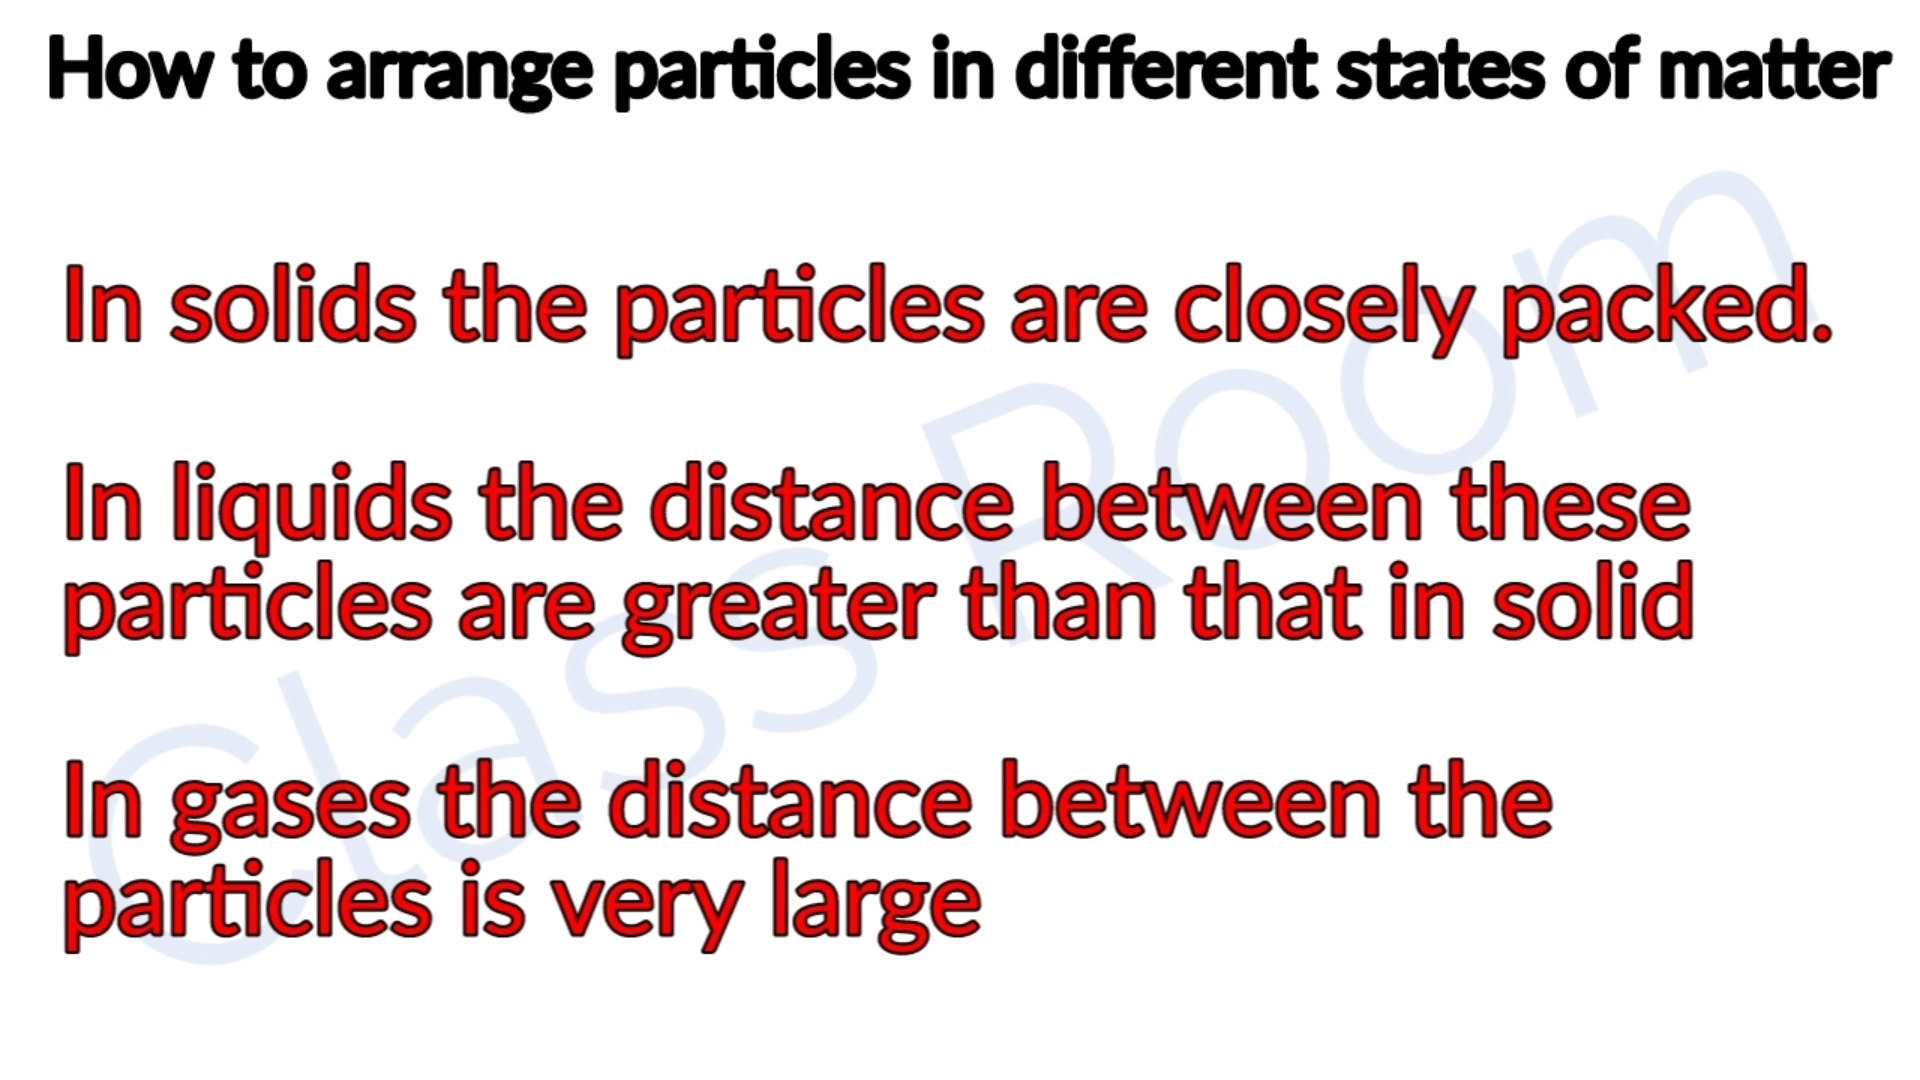 How to arrange particles in different states of matter
In solids the particles are closely packed.
In liquids the distance between these
particles are greater than that in solid
In gases the distance between the
particles is very large
Class Room